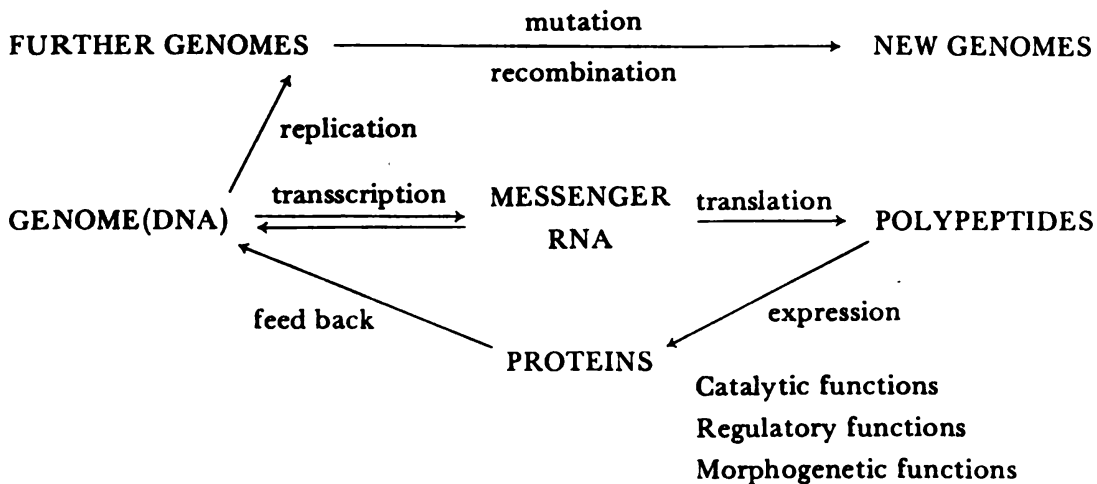 mutation
FURTHER GENOMES NEW GENOMES
recombination
replication
transscription MESSENGER translation
GENOME(DNA) POLYPEPTIDES
RNA
feed back expression
PROTEINS
Catalytic functions
Regulatory functions
Morphogenetic functions